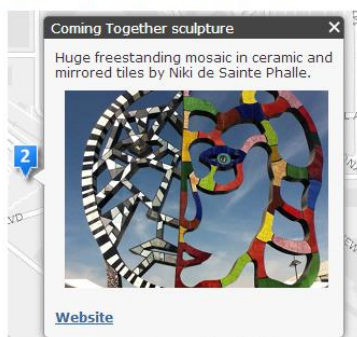 Coming Together sculpture
Huge freestanding mosaic in ceramic and
mirrored tiles by Niki de Sainte Phalle.
2
Website